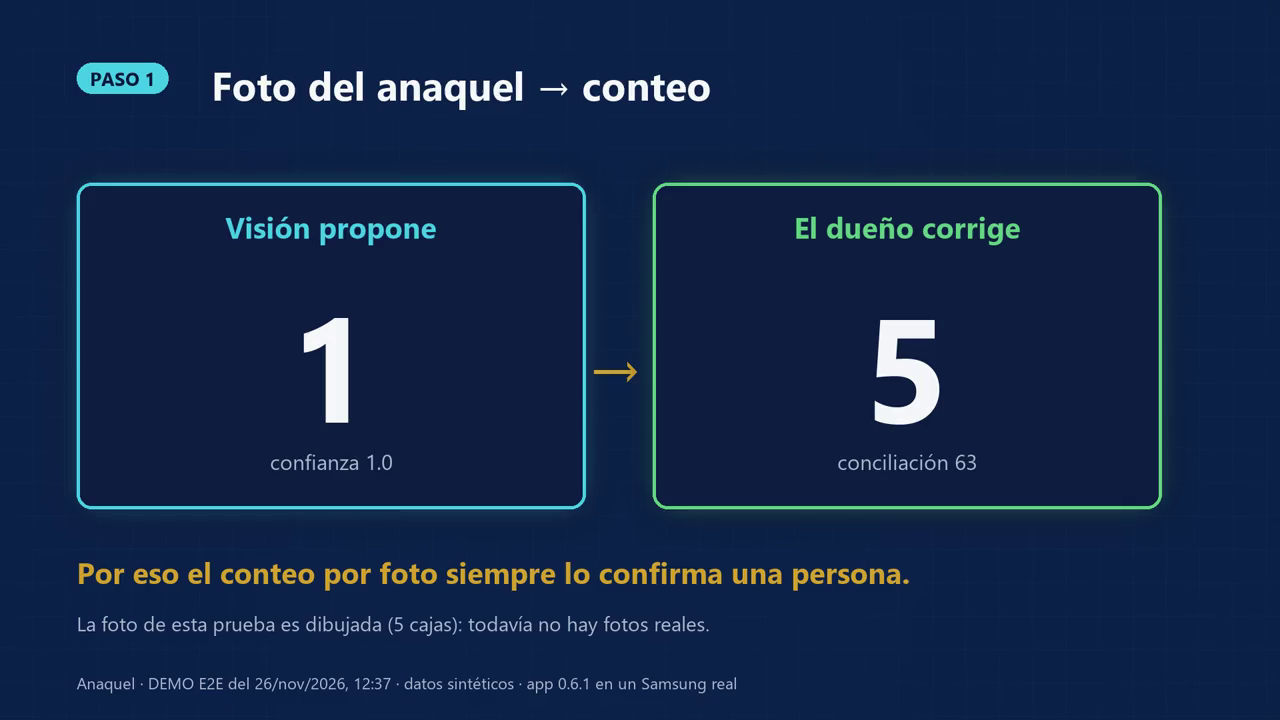 PASO 1
Foto del anaquel → conteo
Visión propone
1
confianza 1.0
→
El dueño corrige
5
conciliación 63
Por eso el conteo por foto siempre lo confirma una persona.
La foto de esta prueba es dibujada (5 cajas): todavía no hay fotos reales.
Anaquel · DEMO E2E del 26/nov/2026, 12:37 · datos sintéticos · app 0.6.1 en un Samsung real